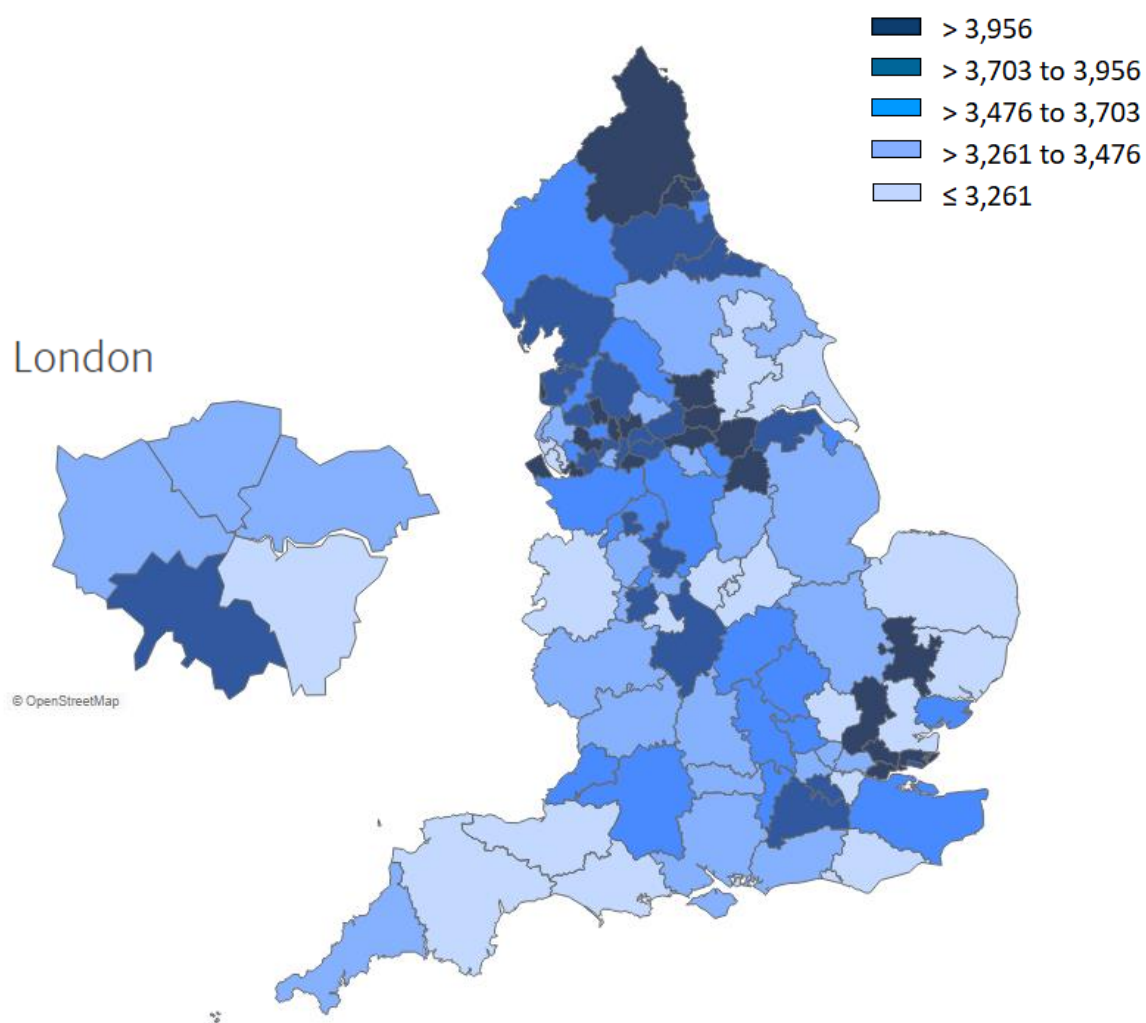 > 3,956
> 3,703 to 3,956
> 3,476 to 3,703
> 3,261 to 3,476
≤ 3,261
London
© OpenStreetMap